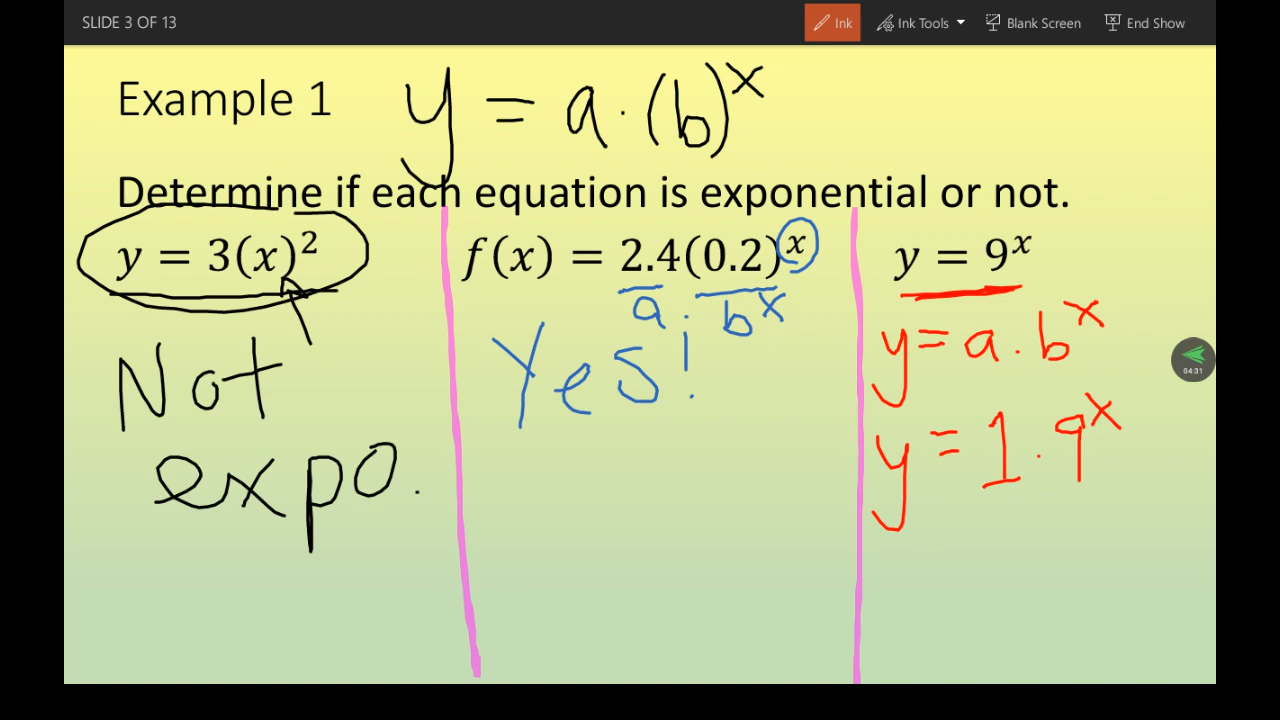 SLIDE 3 OF 13
Ink
Ink Tools
Blank Screen
End Show
Example 1
y = a · (b)^x
Determine if each equation is exponential or not.
y = 3(x)²
Not
expo.
f(x) = 2.4(0.2)^x
a b^x
Yes!
y = 9^x
y = a · b^x
y = 1 · 9^x
04:31